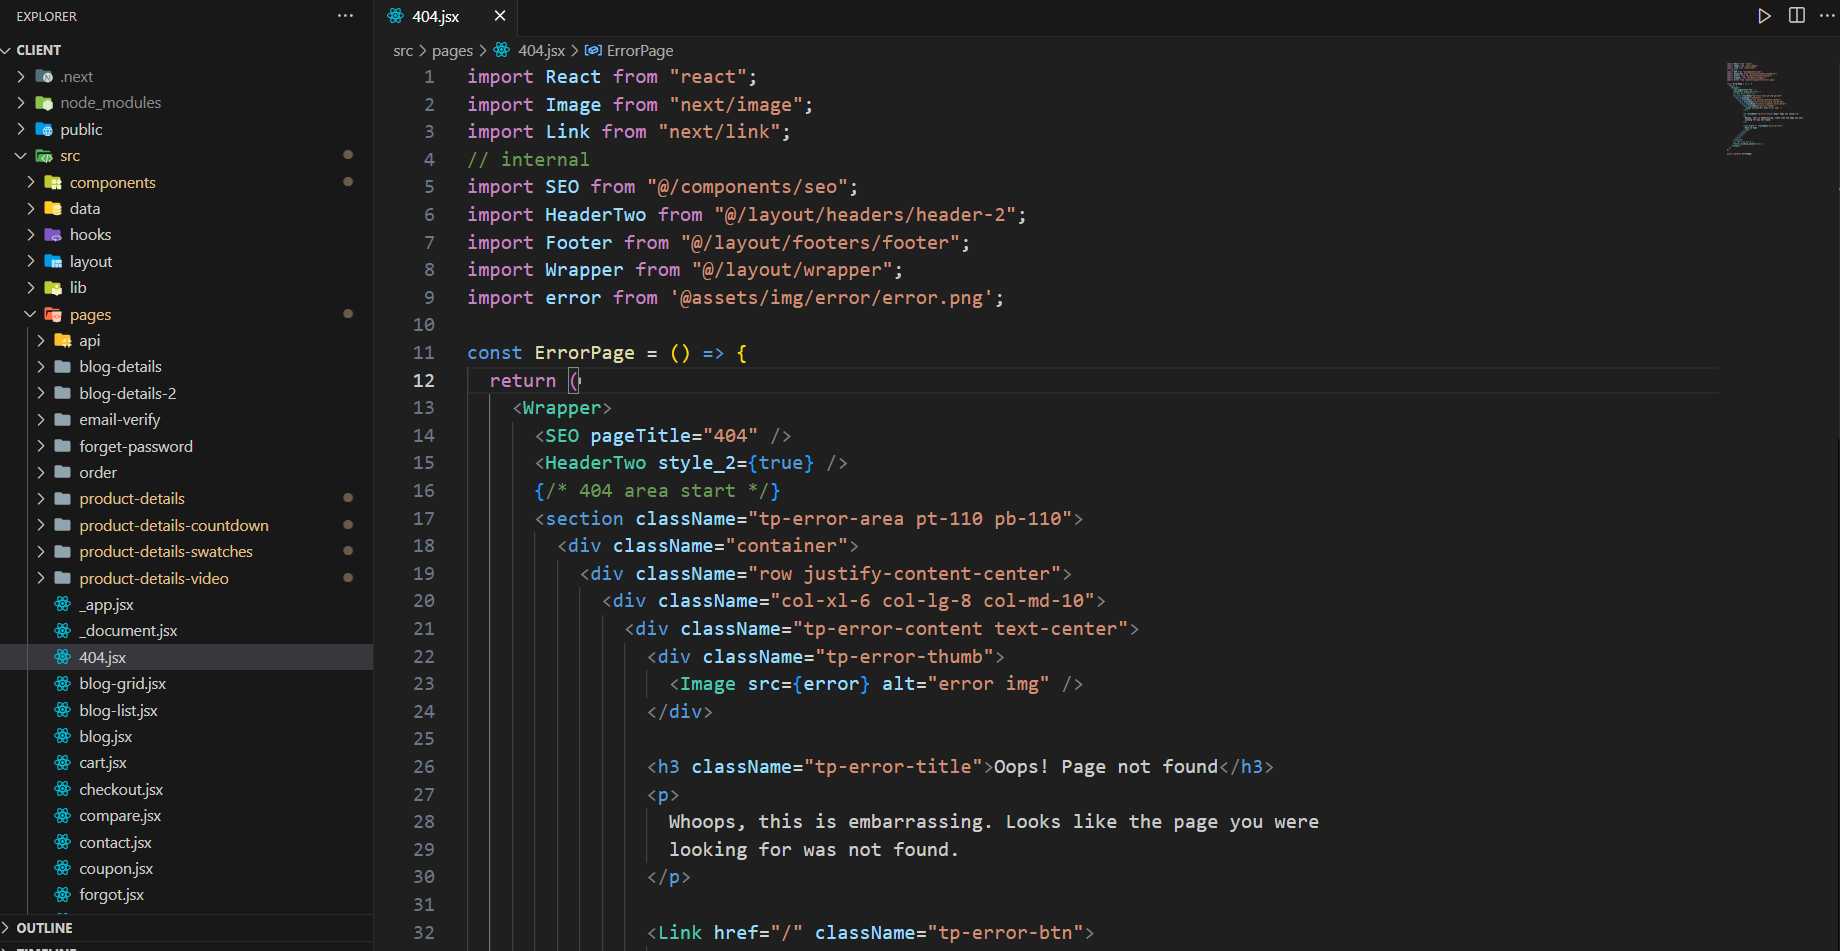 EXPLORER
CLIENT
.next
node_modules
public
src
components
data
hooks
layout
lib
pages
api
blog-details
blog-details-2
email-verify
forget-password
order
product-details
product-details-countdown
product-details-swatches
product-details-video
_app.jsx
_document.jsx
404.jsx
blog-grid.jsx
blog-list.jsx
blog.jsx
cart.jsx
checkout.jsx
compare.jsx
contact.jsx
coupon.jsx
forgot.jsx
OUTLINE
TIMELINE
404.jsx
src > pages > 404.jsx > ErrorPage
1 import React from "react";
2 import Image from "next/image";
3 import Link from "next/link";
4 // internal
5 import SEO from "@/components/seo";
6 import HeaderTwo from "@/layout/headers/header-2";
7 import Footer from "@/layout/footers/footer";
8 import Wrapper from "@/layout/wrapper";
9 import error from '@assets/img/error/error.png';
10
11 const ErrorPage = () => {
12 return (
13 <Wrapper>
14 <SEO pageTitle="404" />
15 <HeaderTwo style_2={true} />
16 {/* 404 area start */}
17 <section className="tp-error-area pt-110 pb-110">
18 <div className="container">
19 <div className="row justify-content-center">
20 <div className="col-xl-6 col-lg-8 col-md-10">
21 <div className="tp-error-content text-center">
22 <div className="tp-error-thumb">
23 <Image src={error} alt="error img" />
24 </div>
25
26 <h3 className="tp-error-title">Oops! Page not found</h3>
27 <p>
28 Whoops, this is embarrassing. Looks like the page you were
29 looking for was not found.
30 </p>
31
32 <Link href="/" className="tp-error-btn">